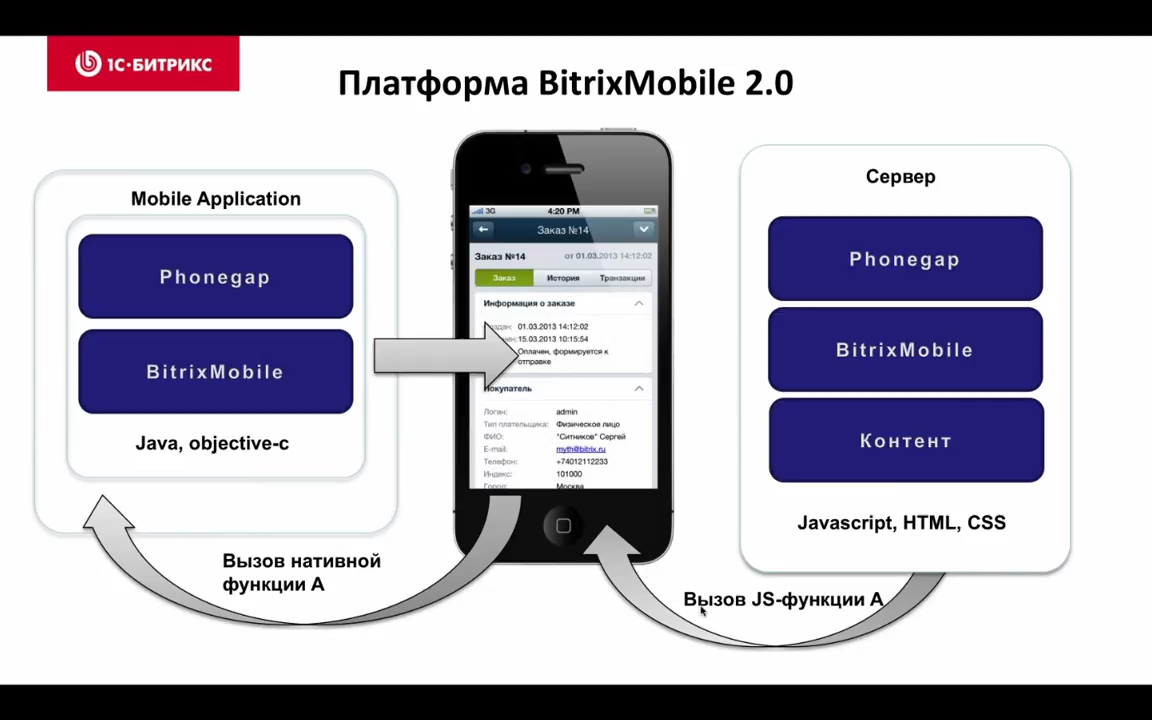 1С-БИТРИКС
Платформа BitrixMobile 2.0
Mobile Application
Phonegap
BitrixMobile
Java, objective-c
3G 4:20 PM
Заказ №14
Заказ №14 от 01.03.2013 14:12:02
Заказ История Транзакции
Информация о заказе
01.03.2013 14:12:02
15.03.2013 10:15:54
Оплачен, формируется к
отправке
Покупатель
Логин: admin
Тип плательщика: Физическое лицо
ФИО: "Ситников" Сергей
E-mail: myth@bitrix.ru
Телефон: +74012112233
Индекс: 101000
Город: Москва
Сервер
Phonegap
BitrixMobile
Контент
Javascript, HTML, CSS
Вызов нативной
функции А
Вызов JS-функции А